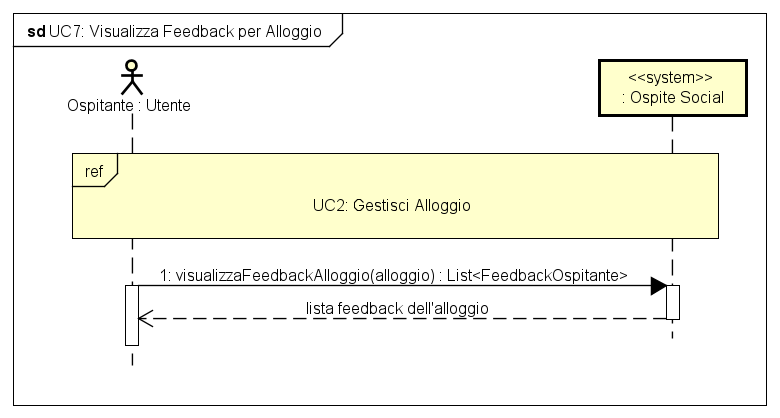 sd UC7: Visualizza Feedback per Alloggio
Ospitante : Utente
<<system>>
: Ospite Social
ref
UC2: Gestisci Alloggio
1: visualizzaFeedbackAlloggio(alloggio) : List<FeedbackOspitante>
lista feedback dell'alloggio